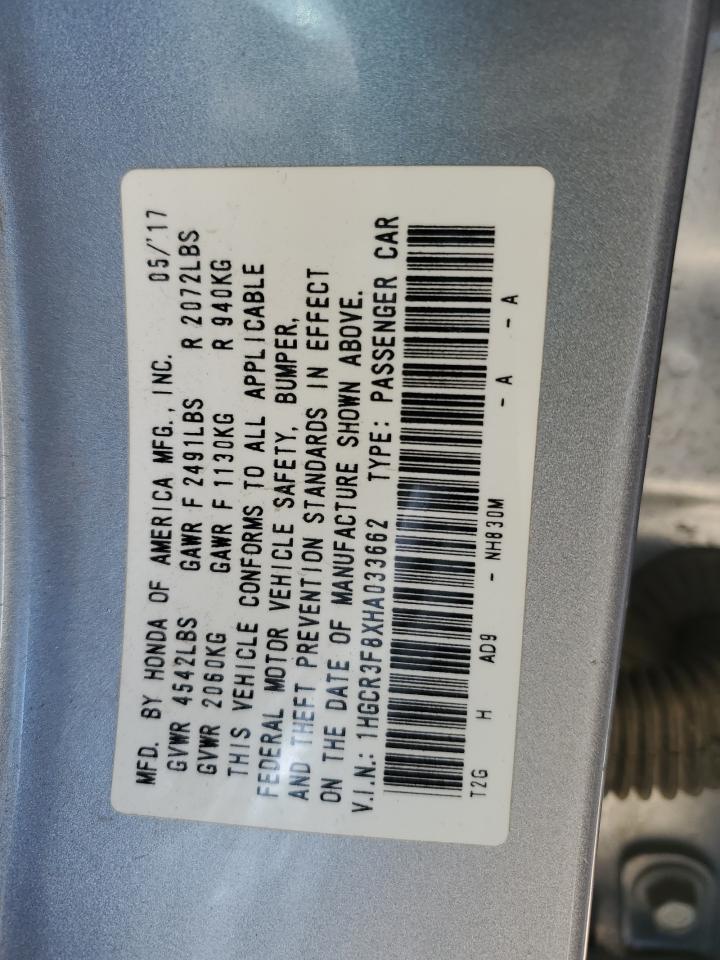 MFD. BY HONDA OF AMERICA MFG., INC. 05/'17
GVWR 4542LBS GAWR F 2491LBS R 2072LBS
GVWR 2060KG GAWR F 1130KG R 940KG
THIS VEHICLE CONFORMS TO ALL APPLICABLE
FEDERAL MOTOR VEHICLE SAFETY, BUMPER,
AND THEFT PREVENTION STANDARDS IN EFFECT
ON THE DATE OF MANUFACTURE SHOWN ABOVE.
V.I.N.: 1HGCR3F8XHA033662 TYPE: PASSENGER CAR
T2G H AD9 - NH830M - A - A